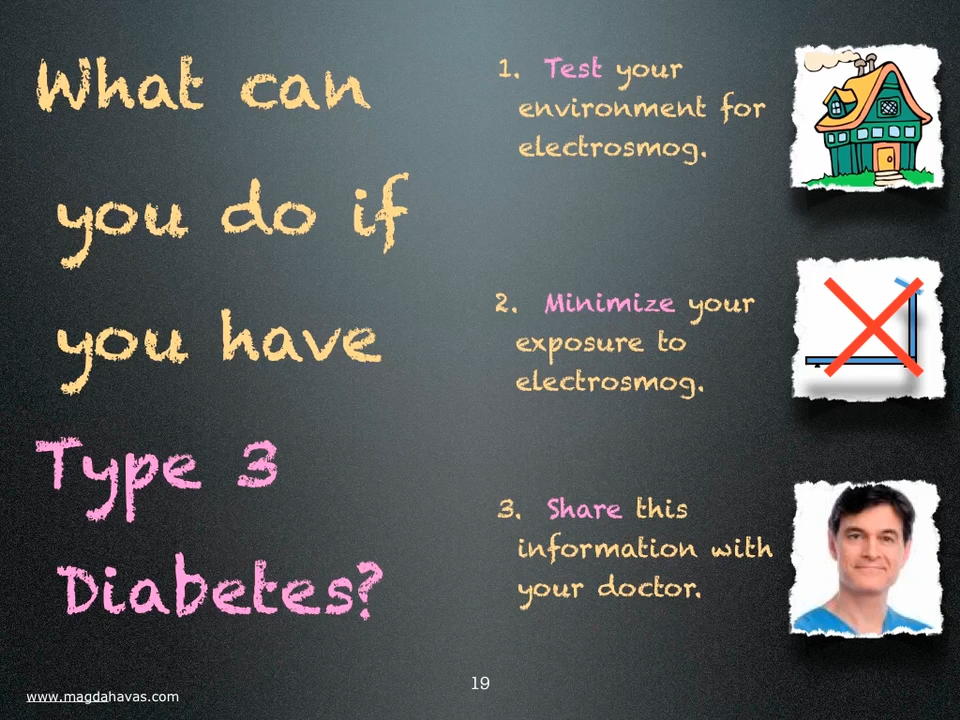 What can
you do if
you have
Type 3
Diabetes?
1. Test your
environment for
electrosmog.
2. Minimize your
exposure to
electrosmog.
3. Share this
information with
your doctor.
www.magdahavas.com
19